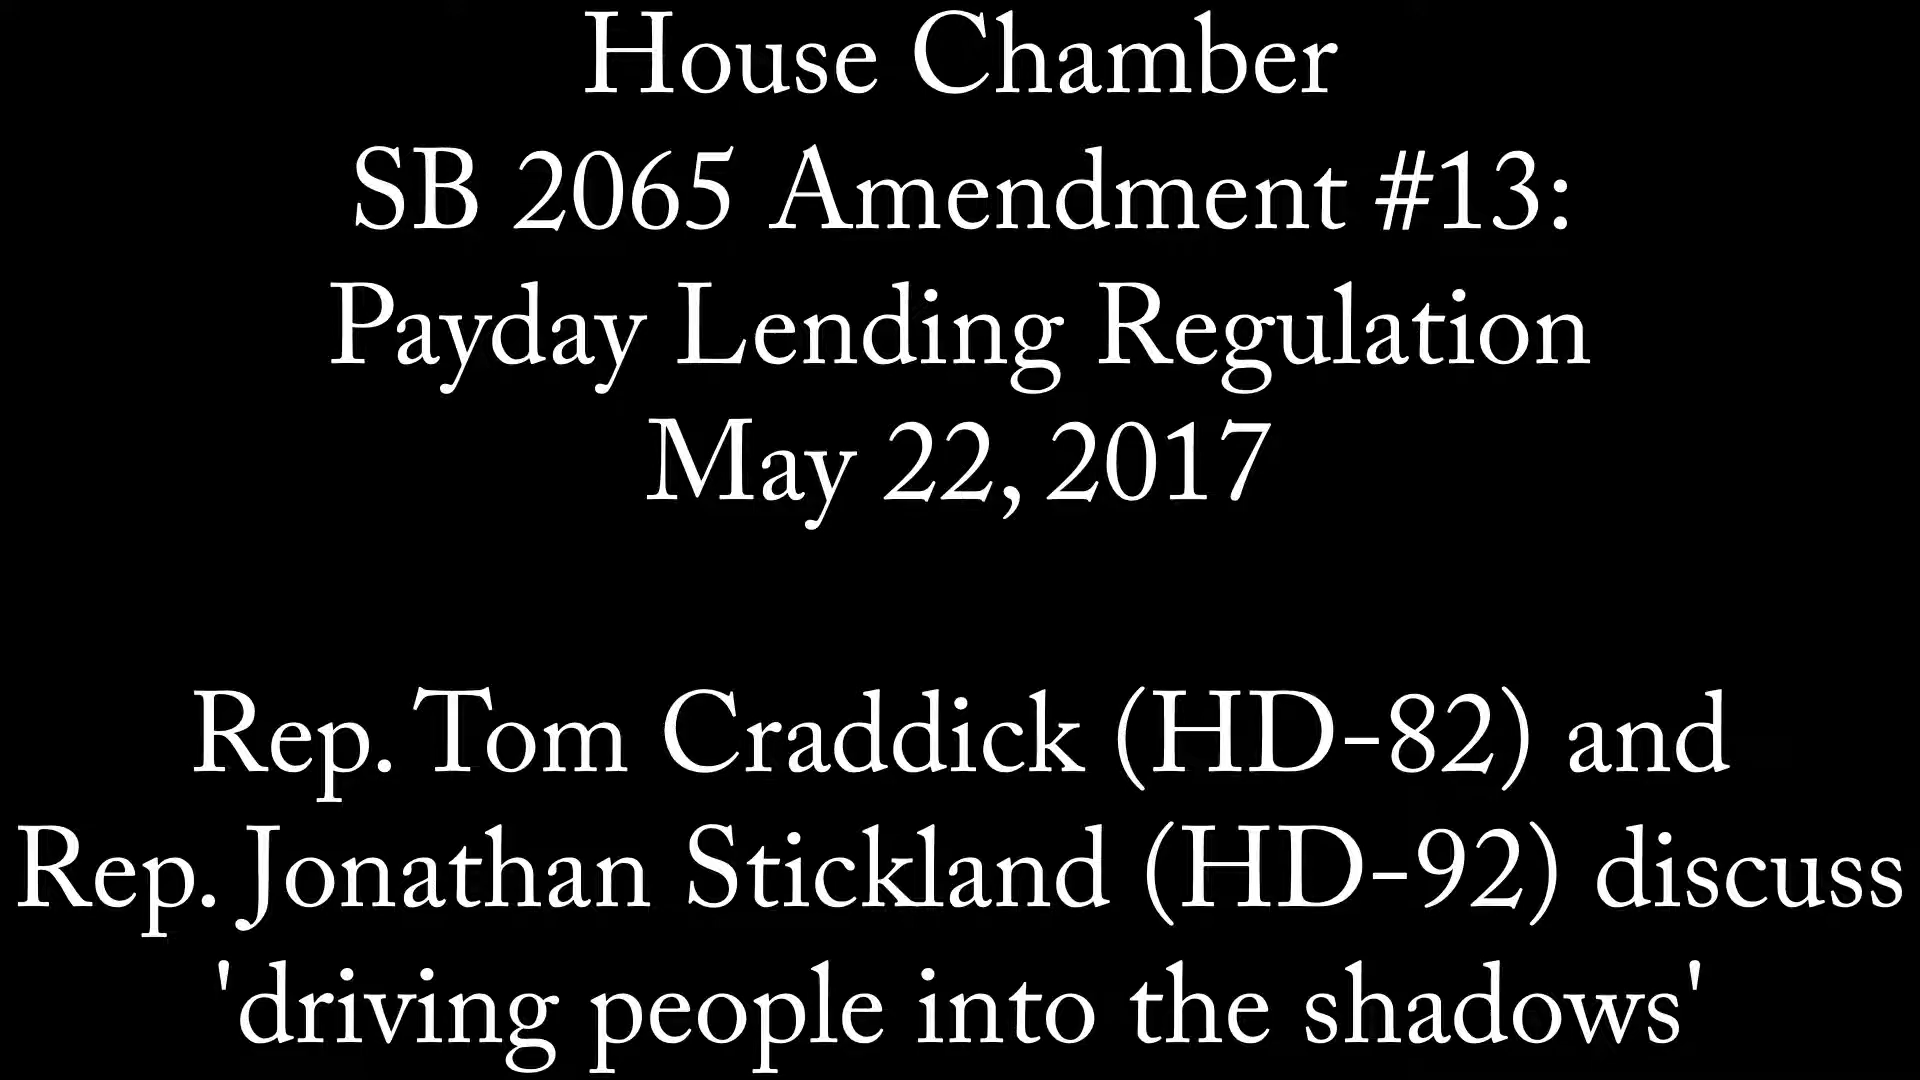 House Chamber
SB 2065 Amendment #13:
Payday Lending Regulation
May 22, 2017
Rep. Tom Craddick (HD-82) and
Rep. Jonathan Stickland (HD-92) discuss
'driving people into the shadows'